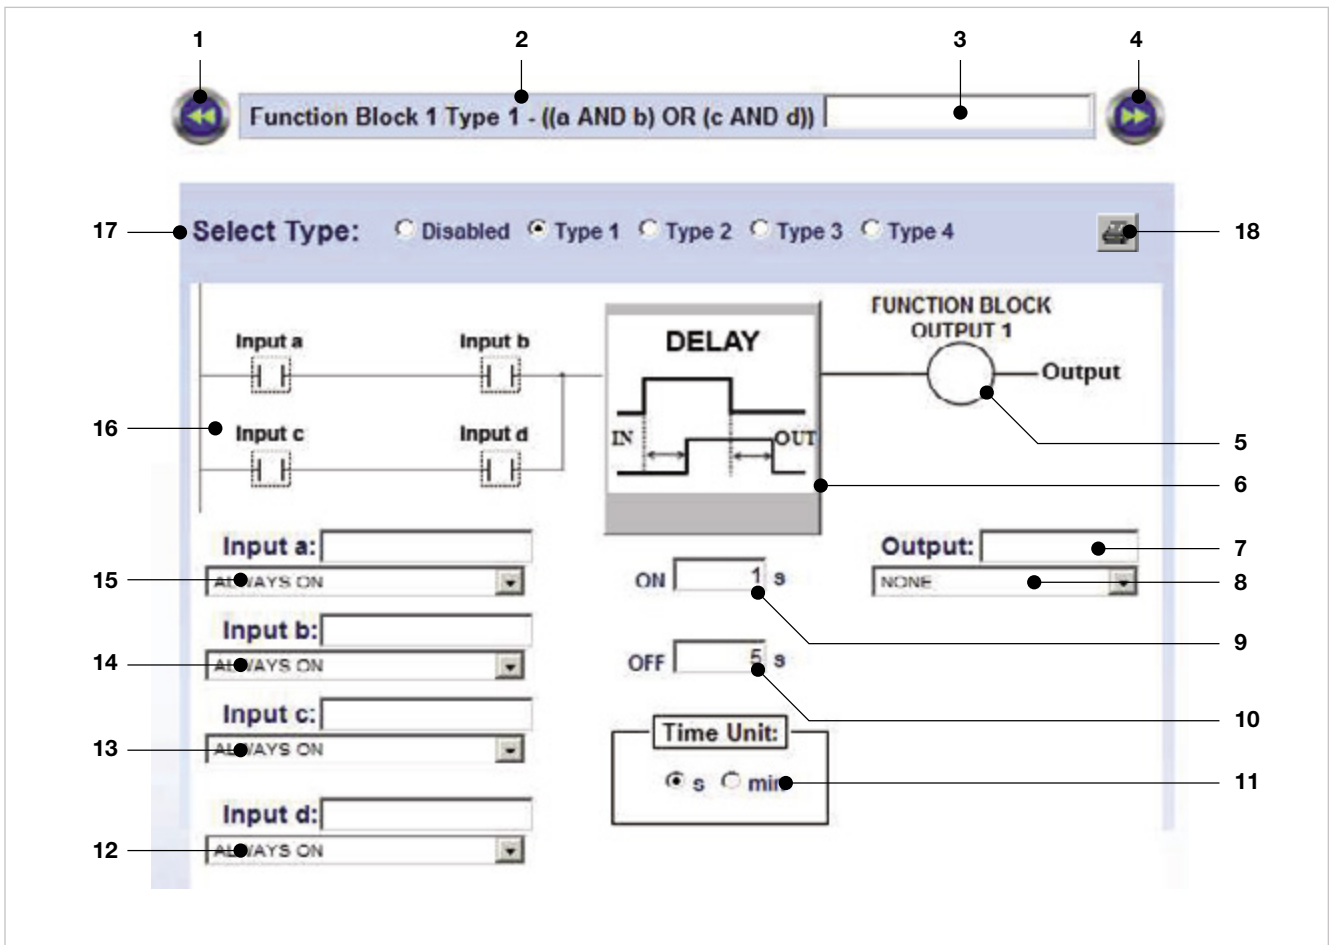 1 2 3 4
Function Block 1 Type 1 - ((a AND b) OR (c AND d))
17 Select Type: Disabled Type 1 Type 2 Type 3 Type 4 18
FUNCTION BLOCK
OUTPUT 1
Input a Input b DELAY
Output
16 Input c Input d IN OUT 5
6
Input a: Output: 7
15 ALWAYS ON ON 1 s NONE 8
Input b: 9
14 ALWAYS ON OFF 5 s
Input c: 10
13 ALWAYS ON Time Unit:
s min 11
Input d:
12 ALWAYS ON